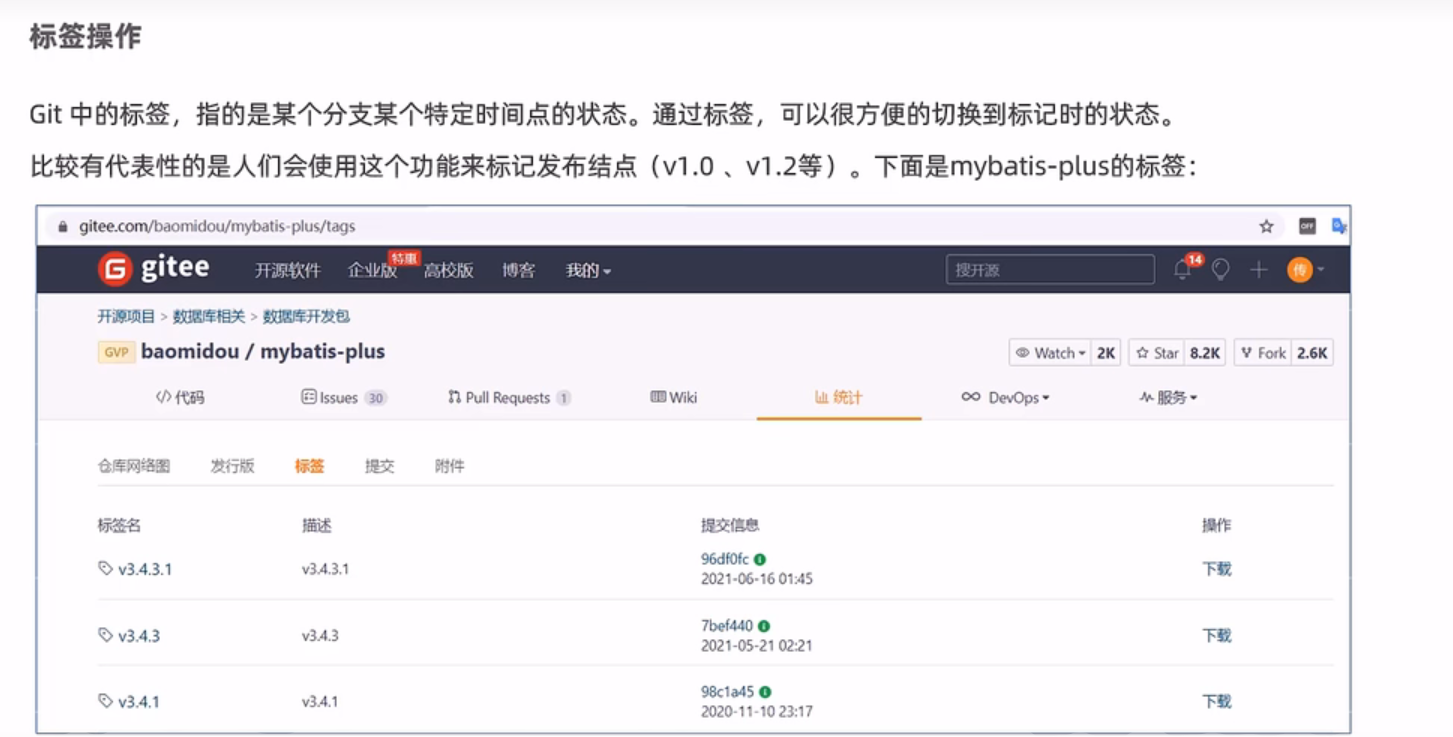 标签操作
Git 中的标签，指的是某个分支某个特定时间点的状态。通过标签，可以很方便的切换到标记时的状态。
比较有代表性的是人们会使用这个功能来标记发布结点（v1.0 、v1.2等）。下面是mybatis-plus的标签：
gitee.com/baomidou/mybatis-plus/tags OFF
G gitee 开源软件 企业版 特惠 高校版 博客 我的 搜开源 14 传
开源项目 > 数据库相关 > 数据库开发包
GVP baomidou / mybatis-plus Watch 2K Star 8.2K Fork 2.6K
代码 Issues 30 Pull Requests 1 Wiki 统计 DevOps 服务
仓库网络图 发行版 标签 提交 附件
标签名 描述 提交信息 操作
v3.4.3.1 v3.4.3.1 96df0fc 下载
2021-06-16 01:45
v3.4.3 v3.4.3 7bef440 下载
2021-05-21 02:21
v3.4.1 v3.4.1 98c1a45 下载
2020-11-10 23:17